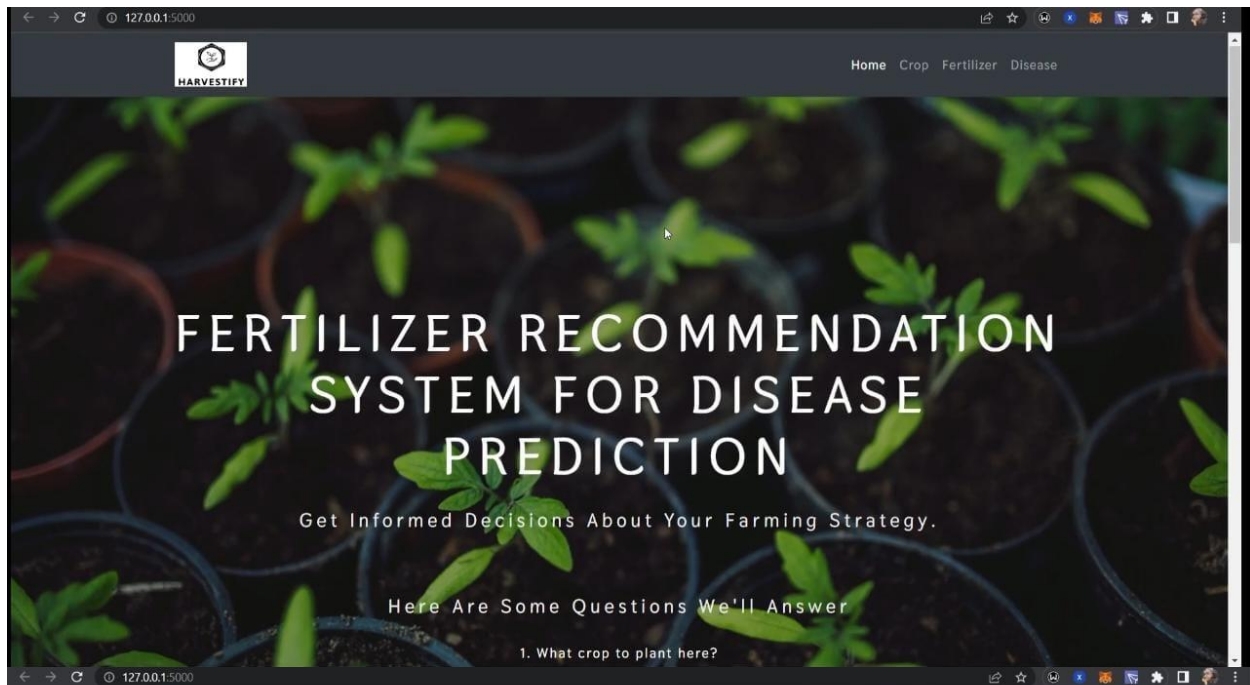 127.0.0.1:5000
HARVESTIFY
Home Crop Fertilizer Disease
FERTILIZER RECOMMENDATION
SYSTEM FOR DISEASE
PREDICTION
Get Informed Decisions About Your Farming Strategy.
Here Are Some Questions We'll Answer
1. What crop to plant here?
127.0.0.1:5000